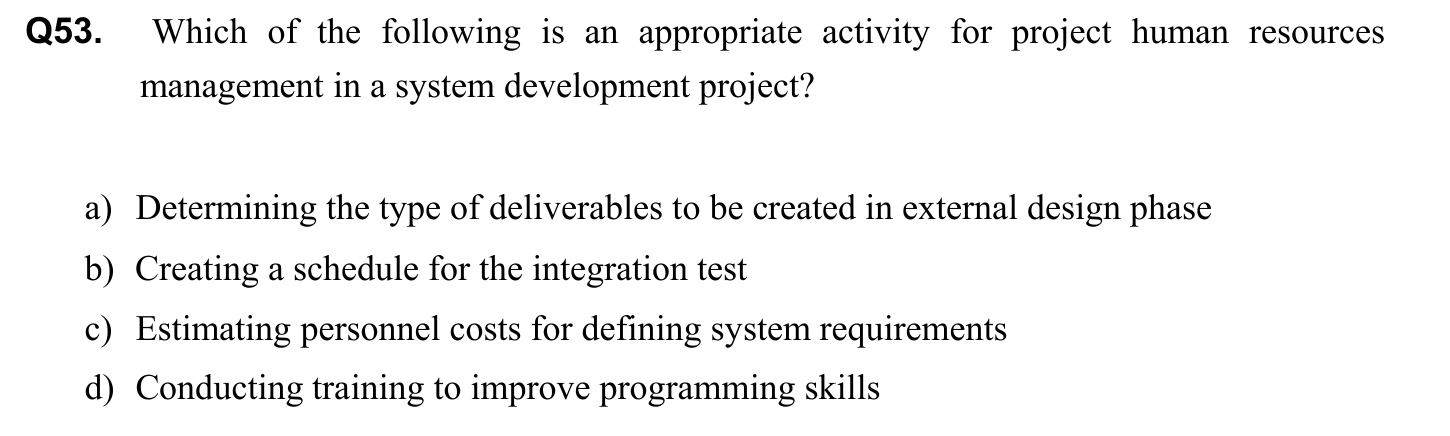 Q53. Which of the following is an appropriate activity for project human resources
management in a system development project?
a) Determining the type of deliverables to be created in external design phase
b) Creating a schedule for the integration test
c) Estimating personnel costs for defining system requirements
d) Conducting training to improve programming skills